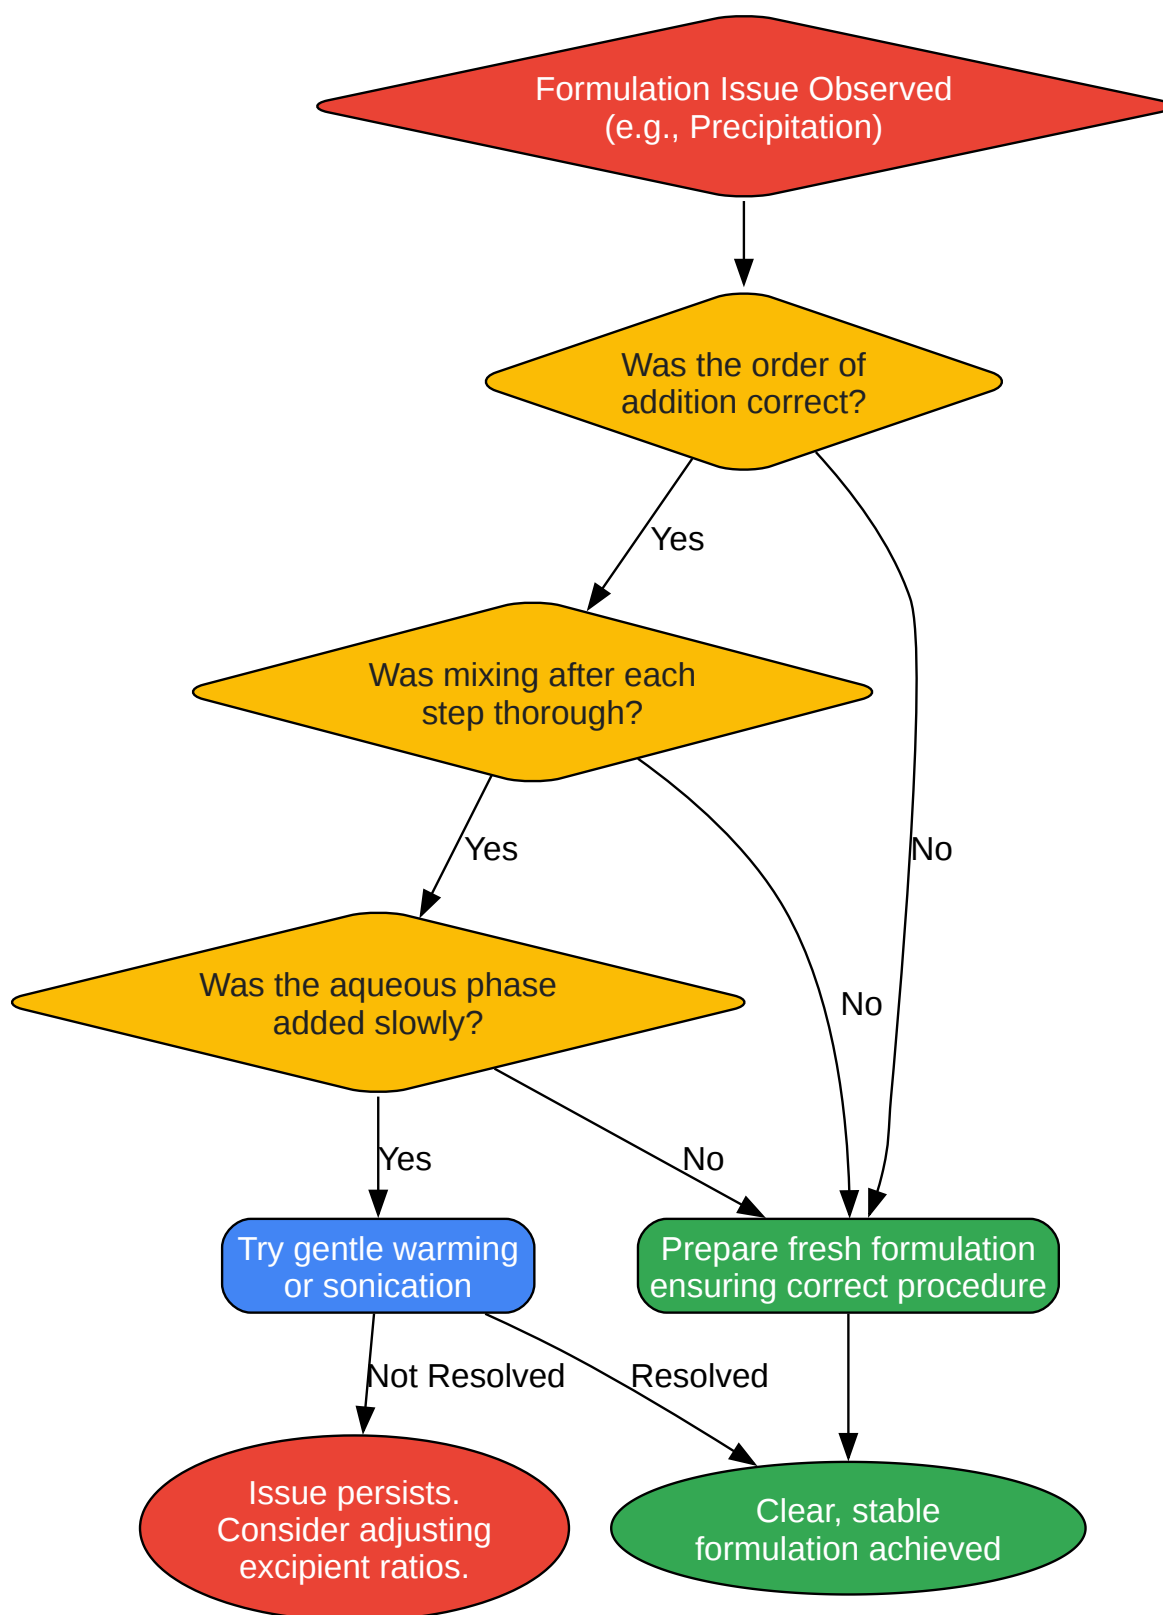 Formulation Issue Observed
(e.g., Precipitation)
Was the order of
addition correct?
Yes
Was mixing after each
step thorough?
Yes
No
Was the aqueous phase
added slowly?
No
Yes
No
Try gentle warming
or sonication
Prepare fresh formulation
ensuring correct procedure
Not Resolved
Resolved
Issue persists.
Consider adjusting
excipient ratios.
Clear, stable
formulation achieved